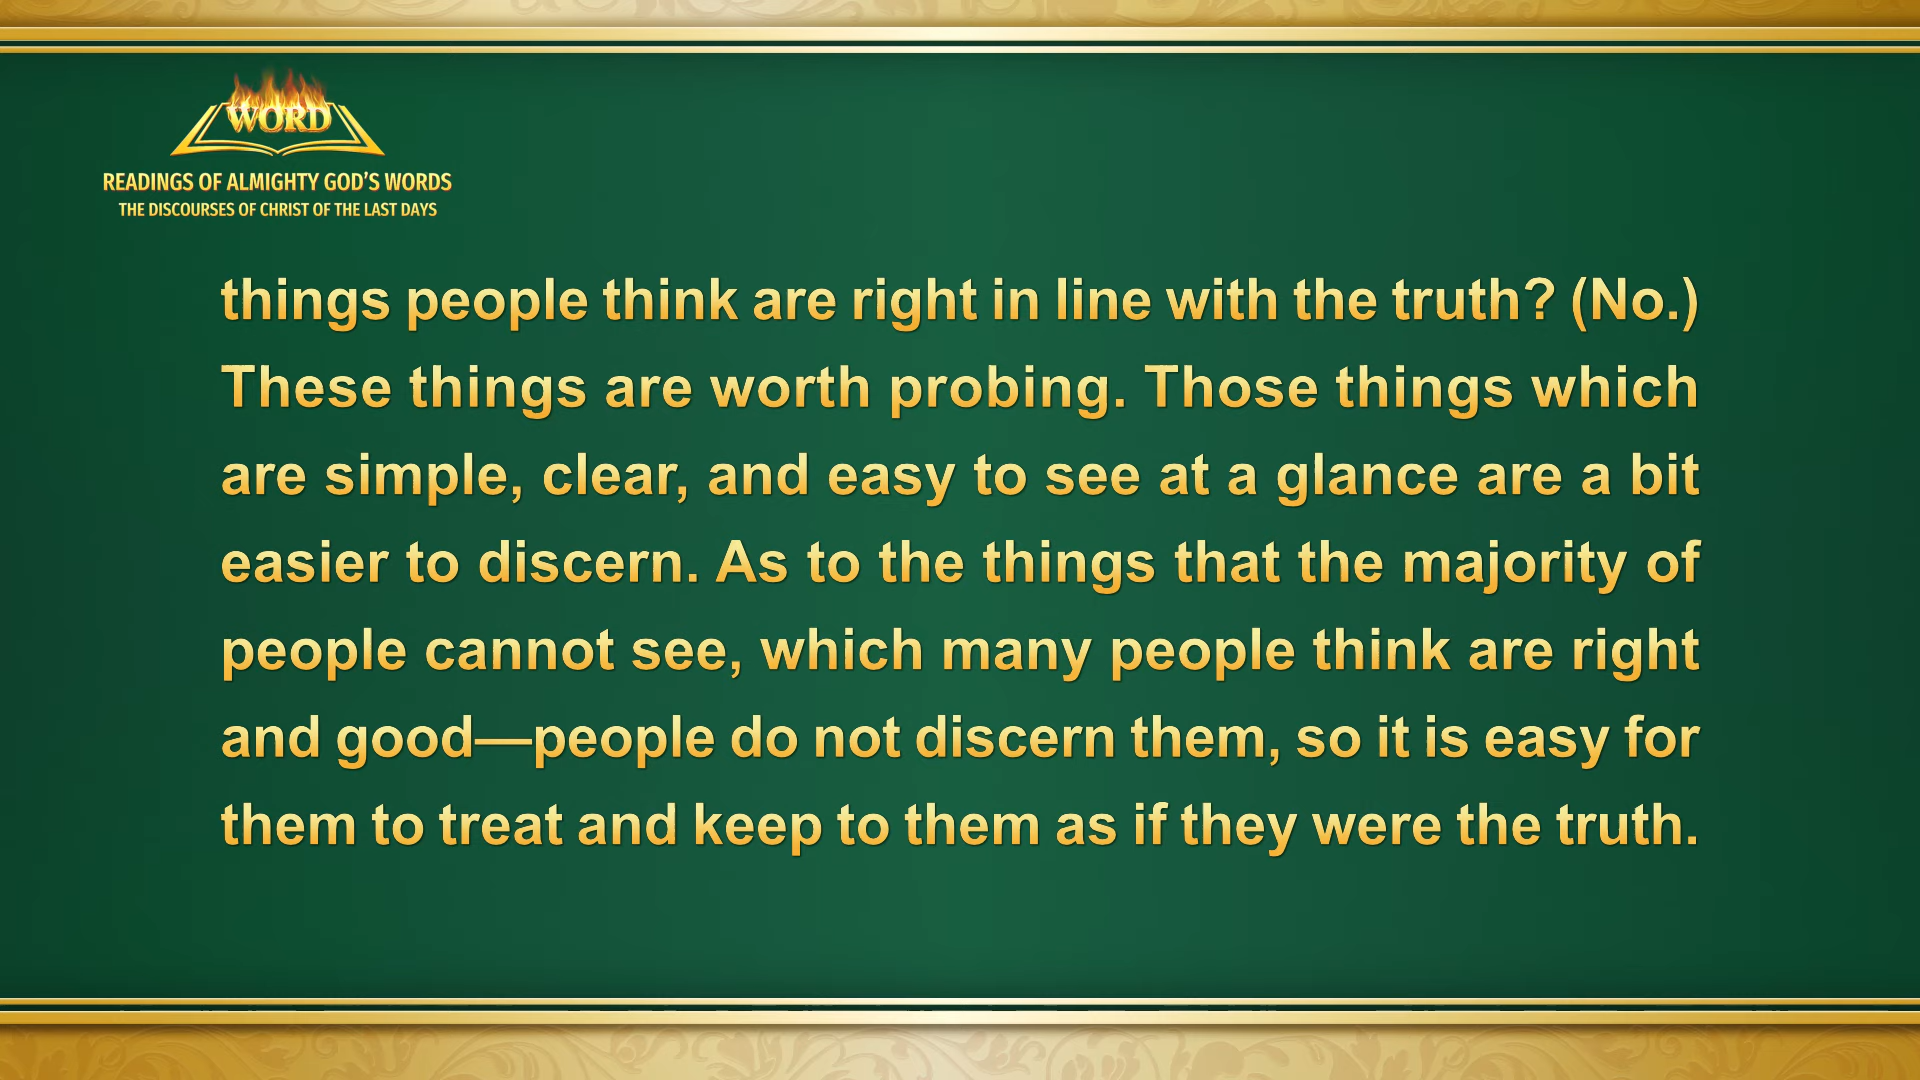 WORD
READINGS OF ALMIGHTY GOD’S WORDS
THE DISCOURSES OF CHRIST OF THE LAST DAYS
things people think are right in line with the truth? (No.)
These things are worth probing. Those things which
are simple, clear, and easy to see at a glance are a bit
easier to discern. As to the things that the majority of
people cannot see, which many people think are right
and good—people do not discern them, so it is easy for
them to treat and keep to them as if they were the truth.